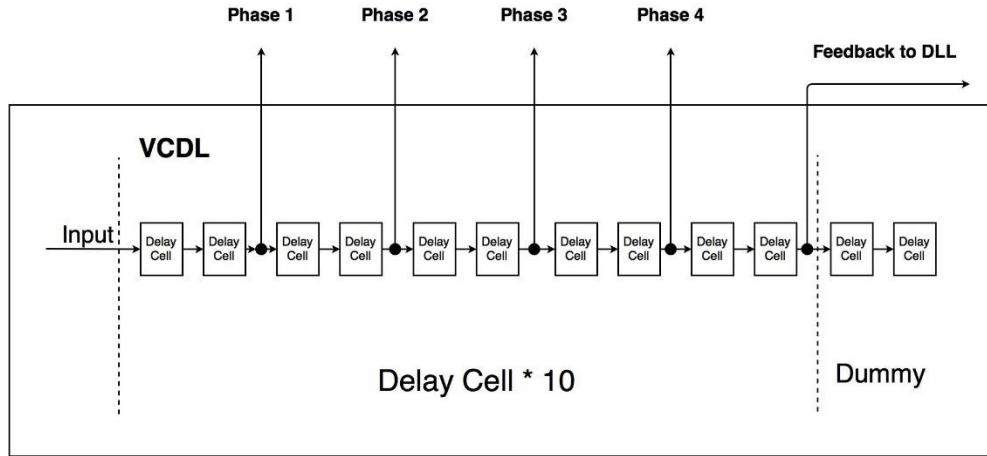 Phase 1
Phase 2
Phase 3
Phase 4
Feedback to DLL
VCDL
Input
Delay
Cell
Delay
Cell
Delay
Cell
Delay
Cell
Delay
Cell
Delay
Cell
Delay
Cell
Delay
Cell
Delay
Cell
Delay
Cell
Delay
Cell
Delay
Cell
Delay Cell * 10
Dummy